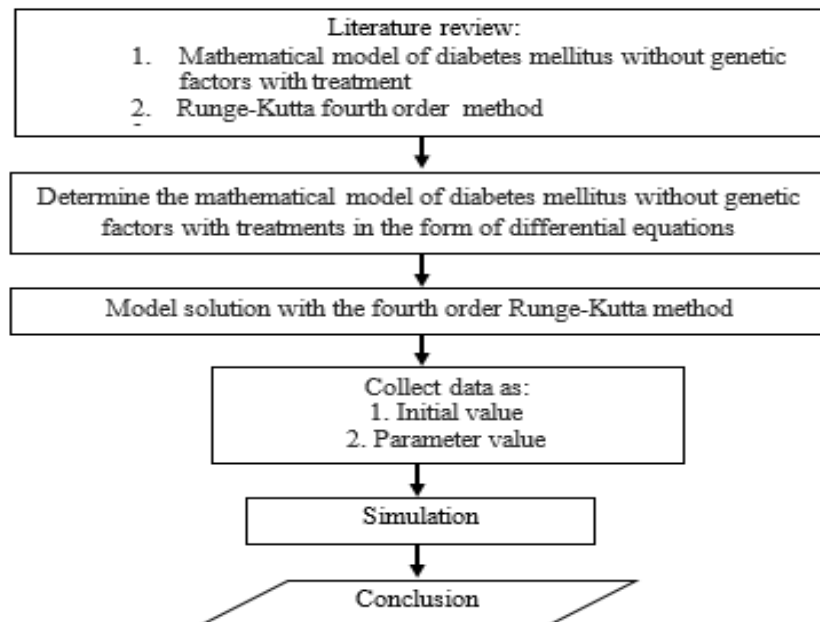 Literature review:
1. Mathematical model of diabetes mellitus without genetic
factors with treatment
2. Runge-Kutta fourth order method
Determine the mathematical model of diabetes mellitus without genetic
factors with treatments in the form of differential equations
Model solution with the fourth order Runge-Kutta method
Collect data as:
1. Initial value
2. Parameter value
Simulation
Conclusion